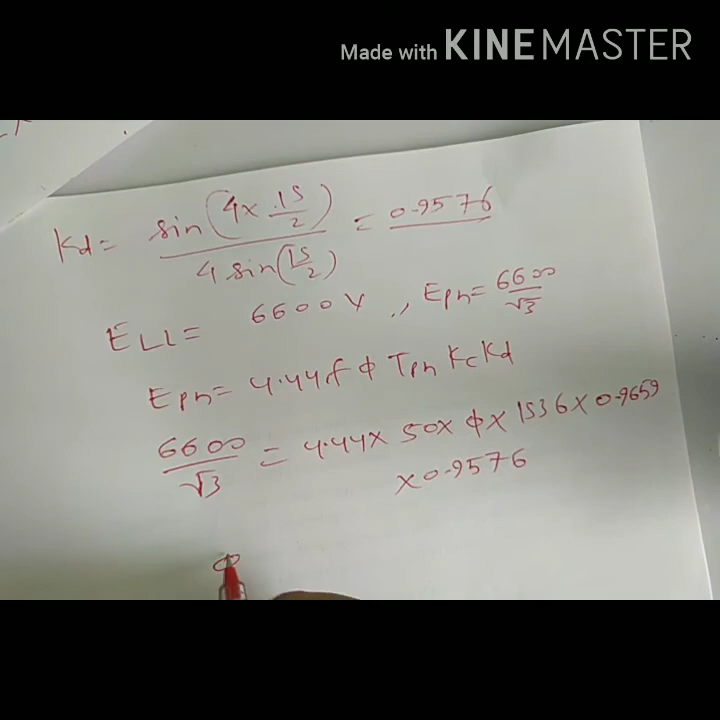 Made with KINEMASTER
Kd = sin(4×15/2) / 4 sin(15/2) = 0.9576
ELL = 6600V ., Eph = 6600/√3
Eph = 4.44 f ϕ Tph Kc Kd
6600/√3 = 4.44× 50× ϕ × 1536× 0.9659
×0.9576
ϕ